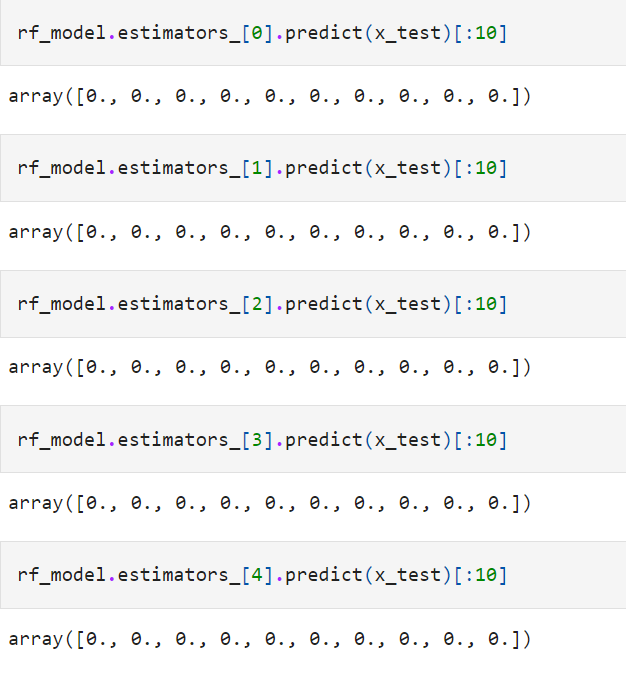 rf_model.estimators_[0].predict(x_test)[:10]
array([0., 0., 0., 0., 0., 0., 0., 0., 0., 0.])
rf_model.estimators_[1].predict(x_test)[:10]
array([0., 0., 0., 0., 0., 0., 0., 0., 0., 0.])
rf_model.estimators_[2].predict(x_test)[:10]
array([0., 0., 0., 0., 0., 0., 0., 0., 0., 0.])
rf_model.estimators_[3].predict(x_test)[:10]
array([0., 0., 0., 0., 0., 0., 0., 0., 0., 0.])
rf_model.estimators_[4].predict(x_test)[:10]
array([0., 0., 0., 0., 0., 0., 0., 0., 0., 0.])